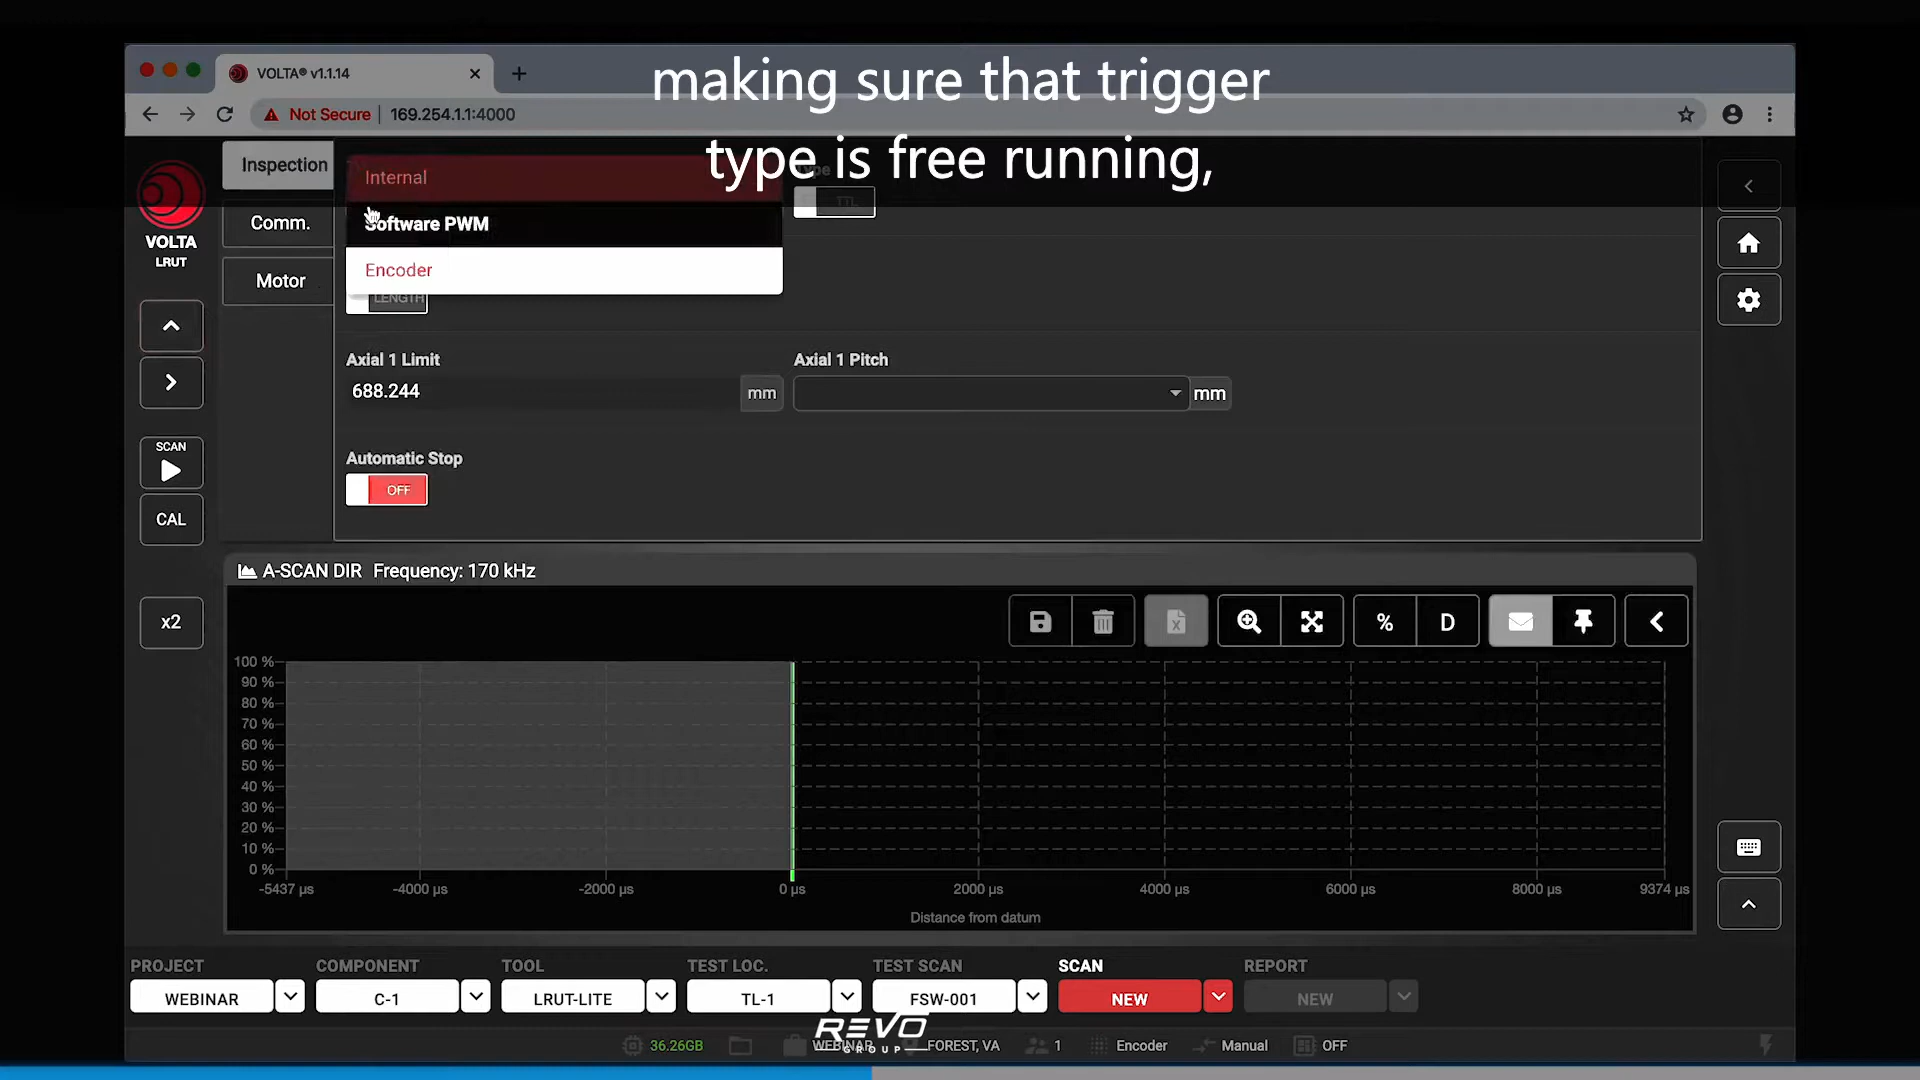 making sure that trigger
type is free running,
VOLTA® v1.1.14
Not Secure | 169.254.1.1:4000
Inspection
Internal
TTL
VOLTA
LRUT
Comm.
Software PWM
Motor
Encoder
LENGTH
Axial 1 Limit
Axial 1 Pitch
688.244
mm
mm
SCAN
Automatic Stop
OFF
CAL
A-SCAN DIR Frequency: 170 kHz
x2
%
D
100 %
90 %
80 %
70 %
60 %
50 %
40 %
30 %
20 %
10 %
0 %
-5437 µs
-4000 µs
-2000 µs
0 µs
2000 µs
4000 µs
6000 µs
8000 µs
9374 µs
Distance from datum
PROJECT
COMPONENT
TOOL
TEST LOC.
TEST SCAN
SCAN
REPORT
WEBINAR
C-1
LRUT-LITE
TL-1
FSW-001
NEW
NEW
REVO
GROUP
36.26GB
WEBINAR
FOREST, VA
1
Encoder
Manual
OFF